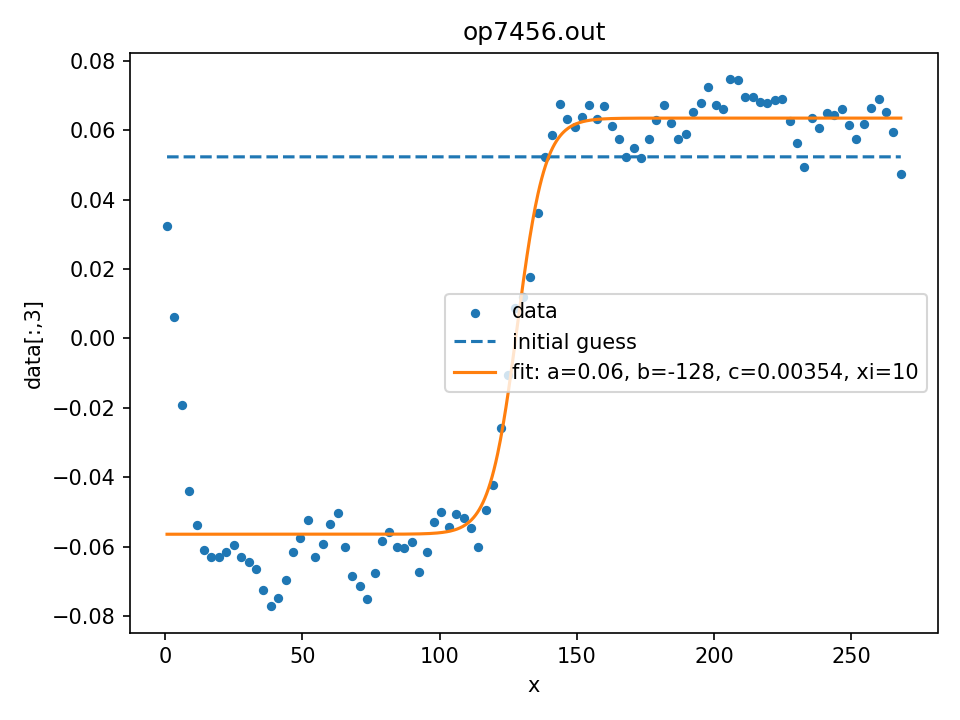 op7456.out
0.08
0.06
0.04
0.02
0.00
−0.02
−0.04
−0.06
−0.08
data[:,3]
data
initial guess
fit: a=0.06, b=-128, c=0.00354, xi=10
0 50 100 150 200 250
x